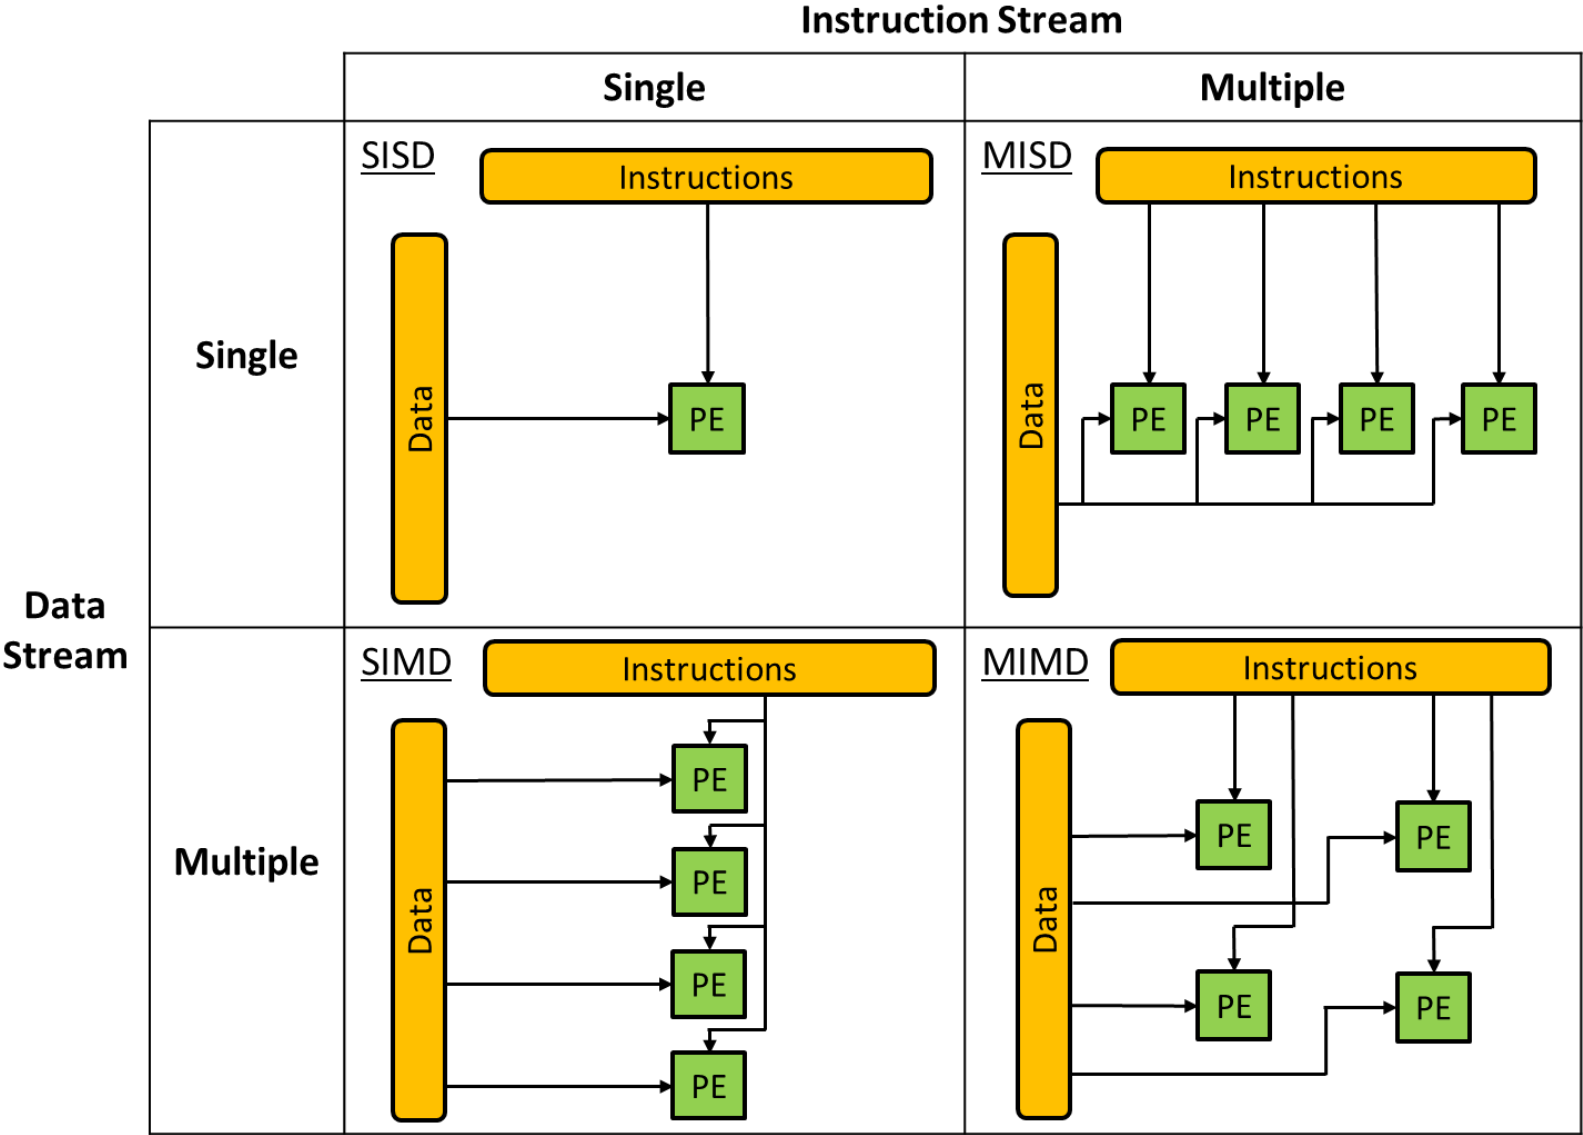 Instruction Stream
Single
Multiple
Data
Stream
Single
SISD
Instructions
Data
PE
MISD
Instructions
Data
PE
PE
PE
PE
Multiple
SIMD
Instructions
Data
PE
PE
PE
PE
MIMD
Instructions
Data
PE
PE
PE
PE